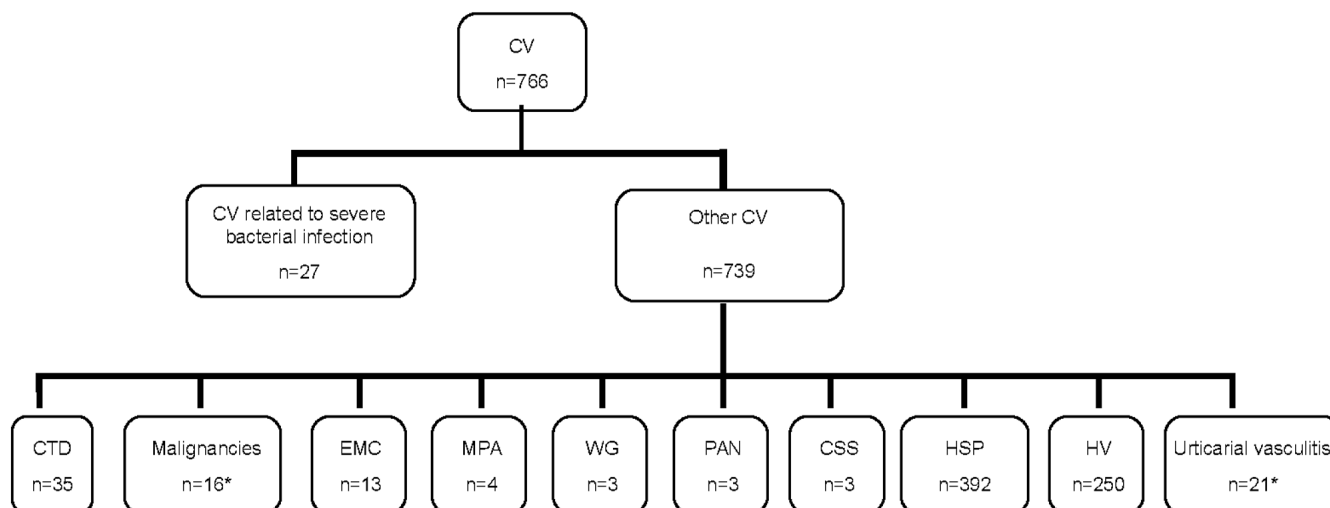 CV
n=766
CV related to severe
bacterial infection
n=27
Other CV
n=739
CTD
n=35
Malignancies
n=16*
EMC
n=13
MPA
n=4
WG
n=3
PAN
n=3
CSS
n=3
HSP
n=392
HV
n=250
Urticarial vasculitis
n=21*